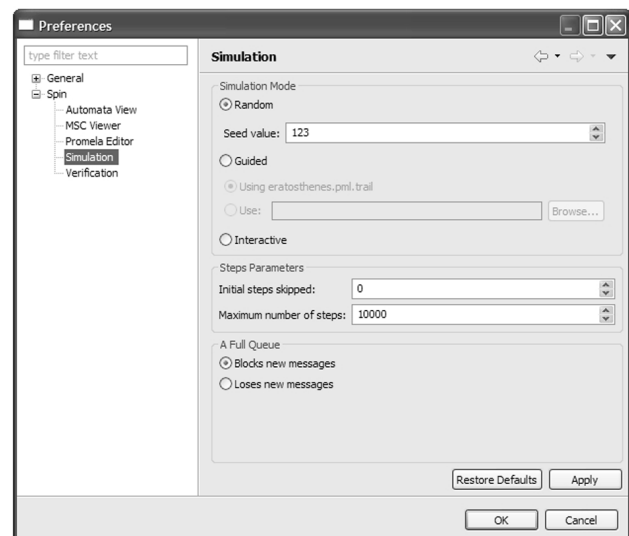 Preferences
type filter text
General
Spin
Automata View
MSC Viewer
Promela Editor
Simulation
Verification
Simulation
Simulation Mode
Random
Seed value: 123
Guided
Using eratosthenes.pml.trail
Use: Browse...
Interactive
Steps Parameters
Initial steps skipped: 0
Maximum number of steps: 10000
A Full Queue
Blocks new messages
Loses new messages
Restore Defaults Apply
OK Cancel